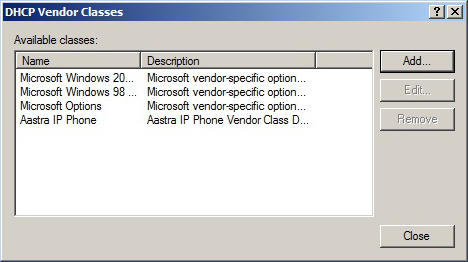 DHCP Vendor Classes
Available classes:
Name Description
Microsoft Windows 20... Microsoft vendor-specific option...
Microsoft Windows 98 ... Microsoft vendor-specific option...
Microsoft Options Microsoft vendor-specific option...
Aastra IP Phone Aastra IP Phone Vendor Class D...
Add...
Edit...
Remove
Close